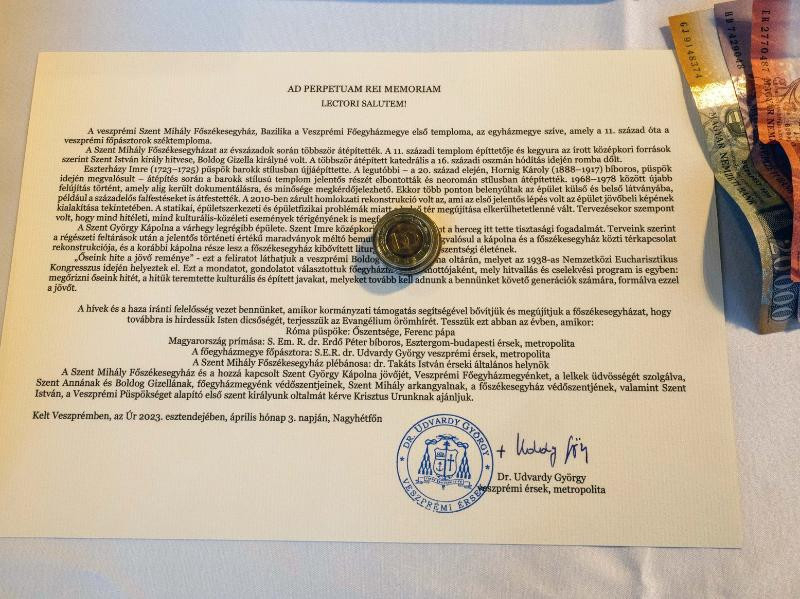 AD PERPETUAM REI MEMORIAM
LECTORI SALUTEM!
A veszprémi Szent Mihály Főszékesegyház, Bazilika a Veszprémi Főegyházmegye első temploma, az egyházmegye szíve, amely a 11. század óta a
veszprémi főpásztorok széktemploma.
A Szent Mihály Főszékesegyházat az évszázadok során többször átépítették. A 11. századi templom építtetője és kegyura az írott középkori források
szerint Szent István király hitvese, Boldog Gizella királyné volt. A többször átépített katedrális a 16. századi oszmán hódítás idején romba dőlt.
Eszterházy Imre (1723–1725) püspök barokk stílusban újjáépítette. A legutóbbi – a 20. század elején, Hornig Károly (1888–1917) bíboros, püspök
idején megvalósult – átépítés során a barokk stílusú templom jelentős részét elbontották és neoromán stílusban átépítették. 1968–1978 között újabb
felújítás történt, amely alig került dokumentálásra, és minősége megkérdőjelezhető. Ekkor több ponton belenyúltak az épület külső és belső látványába,
például a századelős falfestéseket is átfestették. A 2010-ben zárult homlokzati rekonstrukció volt az, ami az első jelentős lépés volt az épület jövőbeli képének
kialakítása tekintetében. A statikai, épületszerkezeti és épületfizikai problémák miatt tér megújítása elkerülhetetlenné vált. Tervezésekor szempont
volt, hogy mind hitéleti, mind kulturális-közéleti események térigényének is
A Szent György Kápolna a várhegy legrégibb épülete. Szent Imre középkori a herceg itt tette tisztasági fogadalmát. Terveink szerint
a régészeti feltárások után a jelentős történeti értékű maradványok méltó a kápolna és a főszékesegyház közti térkapcsolat
rekonstrukciója, és a korábbi kápolna része lesz a főszékesegyház kibővített életének.
„Őseink hite a jövő reménye” - ezt a feliratot láthatjuk a veszprémi Boldog oltárán, melyet az 1938-as Nemzetközi Eucharisztikus
Kongresszus idején helyeztek el. Ezt a mondatot, gondolatot választottuk mottójaként, mely hitvallás és cselekvési program is egyben:
megőrizni őseink hitét, a hitük teremtette kulturális és épített javakat, melyeket tovább kell adnunk a bennünket követő generációk számára, formálva ezzel
a jövőt.
A hívek és a haza iránti felelősség vezet bennünket, amikor kormányzati támogatás segítségével bővítjük és megújítjuk a főszékesegyházat, hogy
továbbra is hirdessük Isten dicsőségét, terjesszük az Evangélium örömhírét. Tesszük ezt abban az évben, amikor:
Róma püspöke: Őszentsége, Ferenc pápa
Magyarország prímása: S. Em. R. dr. Erdő Péter bíboros, Esztergom-budapesti érsek, metropolita
A főegyházmegye főpásztora: S.E.R. dr. Udvardy György veszprémi érsek, metropolita
A Szent Mihály Főszékesegyház plébánosa: dr. Takáts István érseki általános helynök
A Szent Mihály Főszékesegyház és a hozzá kapcsolt Szent György Kápolna jövőjét, Veszprém Főegyházmegyénket, a lelkek üdvösségét szolgálva,
Szent Annának és Boldog Gizellának, főegyházmegyénk védőszentjeinek, Szent Mihály arkangyalnak, a főszékesegyház védőszentjének, valamint Szent
István, a Veszprémi Püspökséget alapító első szent királyunk oltalmát kérve Krisztus Urunknak ajánljuk.
Kelt Veszprémben, az Úr 2023. esztendejében, április hónap 3. napján, Nagyhétfőn
DR. UDVARDY GYÖRGY
VESZPRÉMI ÉRSEK
Dr. Udvardy György
veszprémi érsek, metropolita
MAGYAR NEMZETI BANK